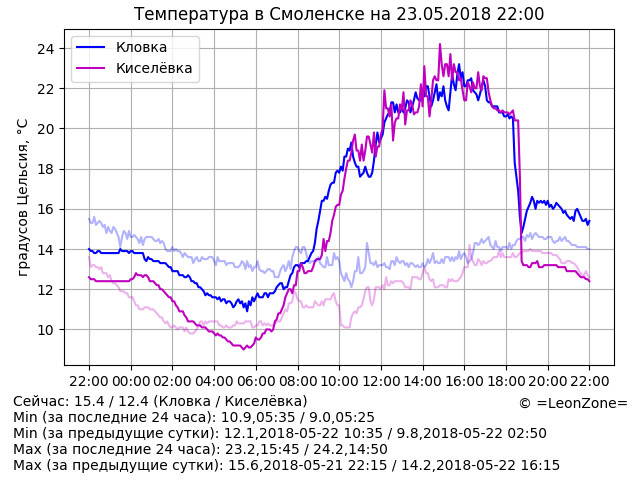 Температура в Смоленске на 23.05.2018 22:00
Кловка
Киселёвка
градусов Цельсия, °C
24
22
20
18
16
14
12
10
22:00 00:00 02:00 04:00 06:00 08:00 10:00 12:00 14:00 16:00 18:00 20:00 22:00
Сейчас: 15.4 / 12.4 (Кловка / Киселёвка)
© =LeonZone=
Min (за последние 24 часа): 10.9,05:35 / 9.0,05:25
Min (за предыдущие сутки): 12.1,2018-05-22 10:35 / 9.8,2018-05-22 02:50
Max (за последние 24 часа): 23.2,15:45 / 24.2,14:50
Max (за предыдущие сутки): 15.6,2018-05-21 22:15 / 14.2,2018-05-22 16:15